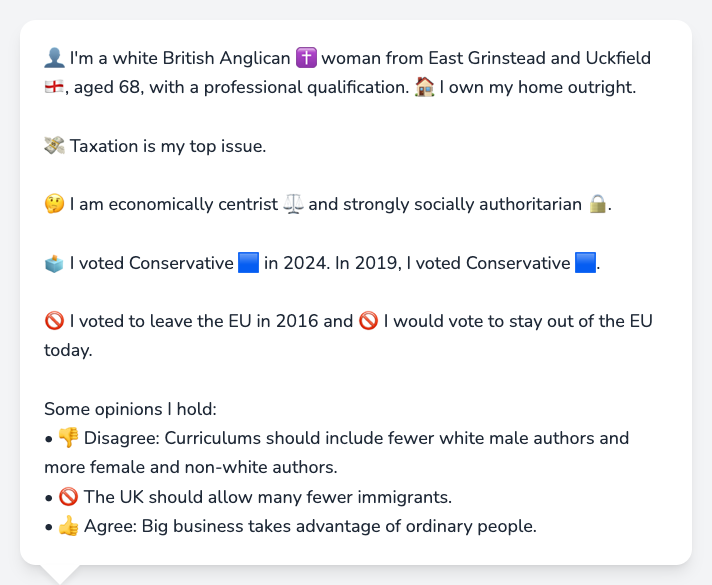 👤 I'm a white British Anglican ✝️ woman from East Grinstead and Uckfield
🏴󠁧󠁢󠁥󠁮󠁧󠁿, aged 68, with a professional qualification. 🏠 I own my home outright.
💸 Taxation is my top issue.
🤔 I am economically centrist ⚖️ and strongly socially authoritarian 🔒.
🗳️ I voted Conservative 🟦 in 2024. In 2019, I voted Conservative 🟦.
🚫 I voted to leave the EU in 2016 and 🚫 I would vote to stay out of the EU
today.
Some opinions I hold:
• 👎 Disagree: Curriculums should include fewer white male authors and
more female and non-white authors.
• 🚫 The UK should allow many fewer immigrants.
• 👍 Agree: Big business takes advantage of ordinary people.